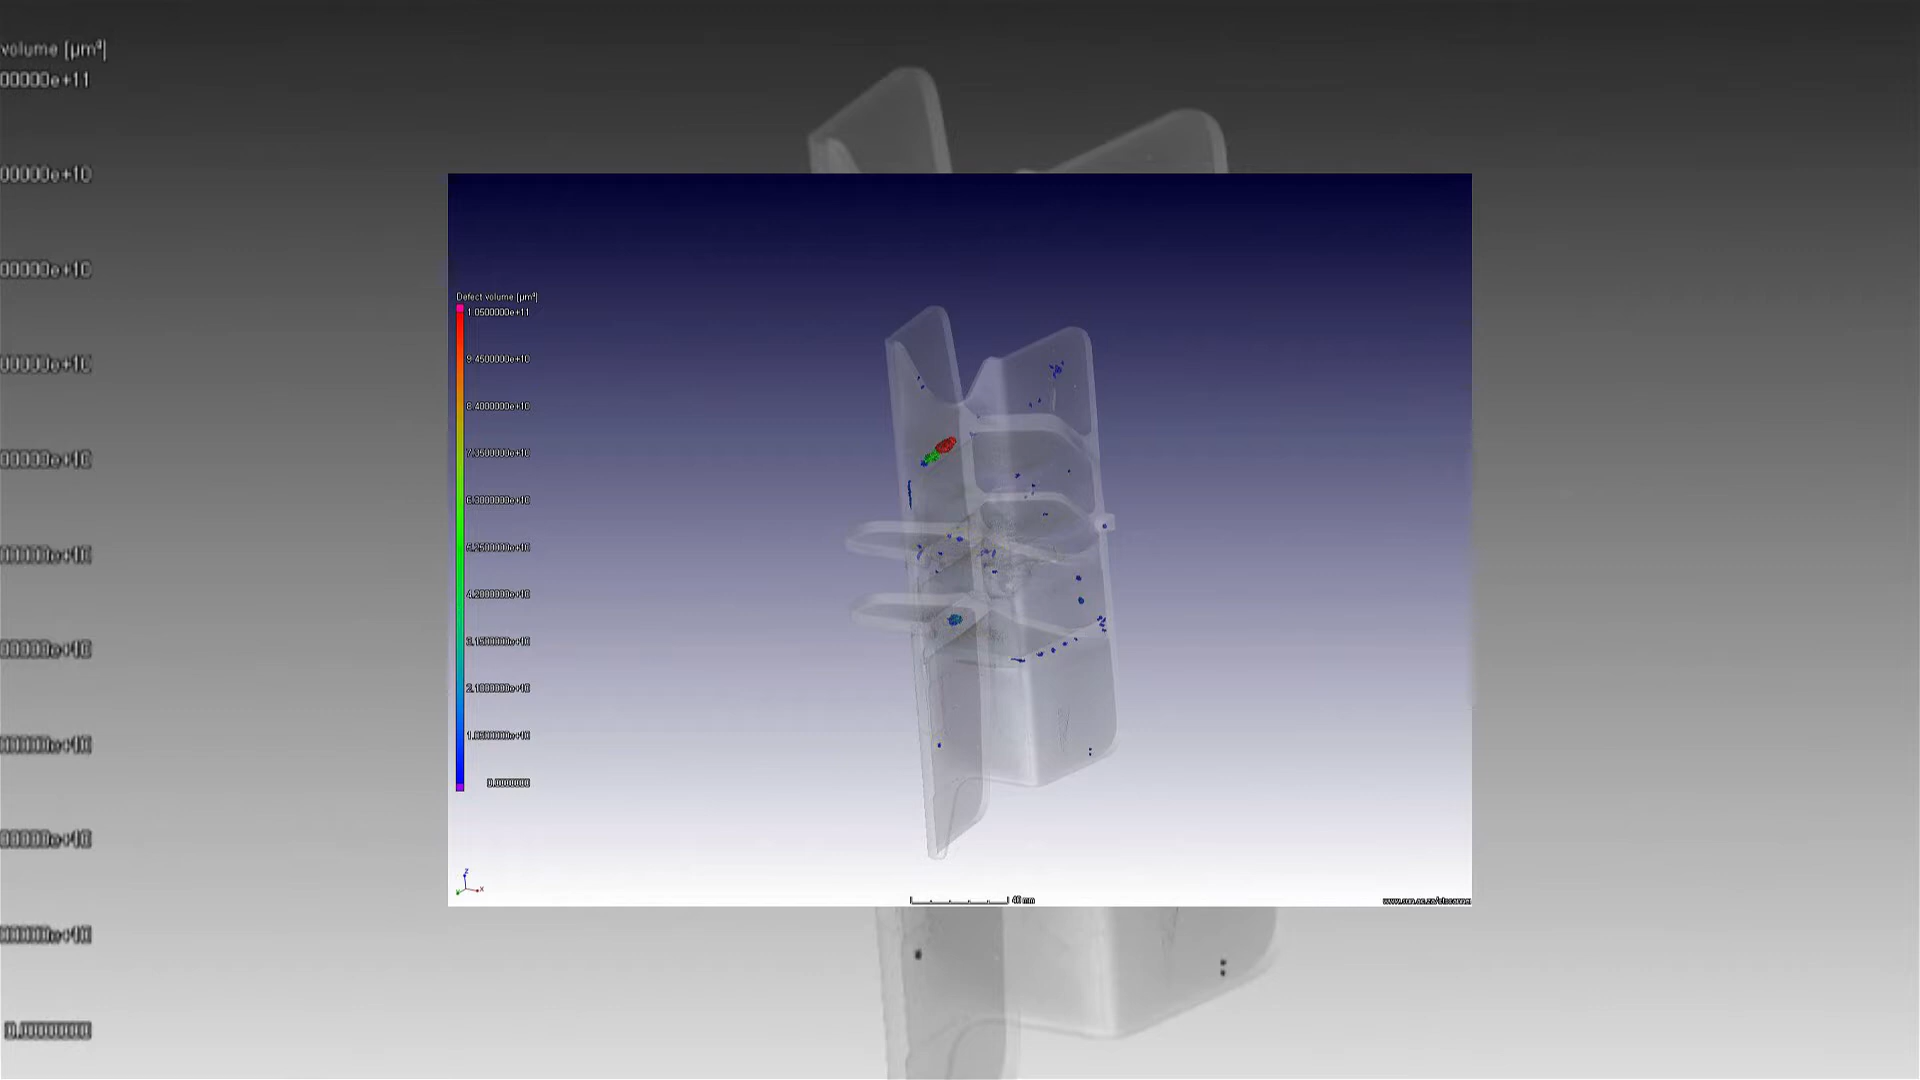 volume [µm³]
00000e+11
00000e+10
00000e+10
00000e+10
00000e+10
00000e+10
0.0000000
Defect volume [µm³]
1.0500000e+11
9.4500000e+10
8.4000000e+10
7.3500000e+10
6.3000000e+10
5.2500000e+10
4.2000000e+10
3.1500000e+10
2.1000000e+10
1.0500000e+10
0.0000000
z
x
y
40 mm